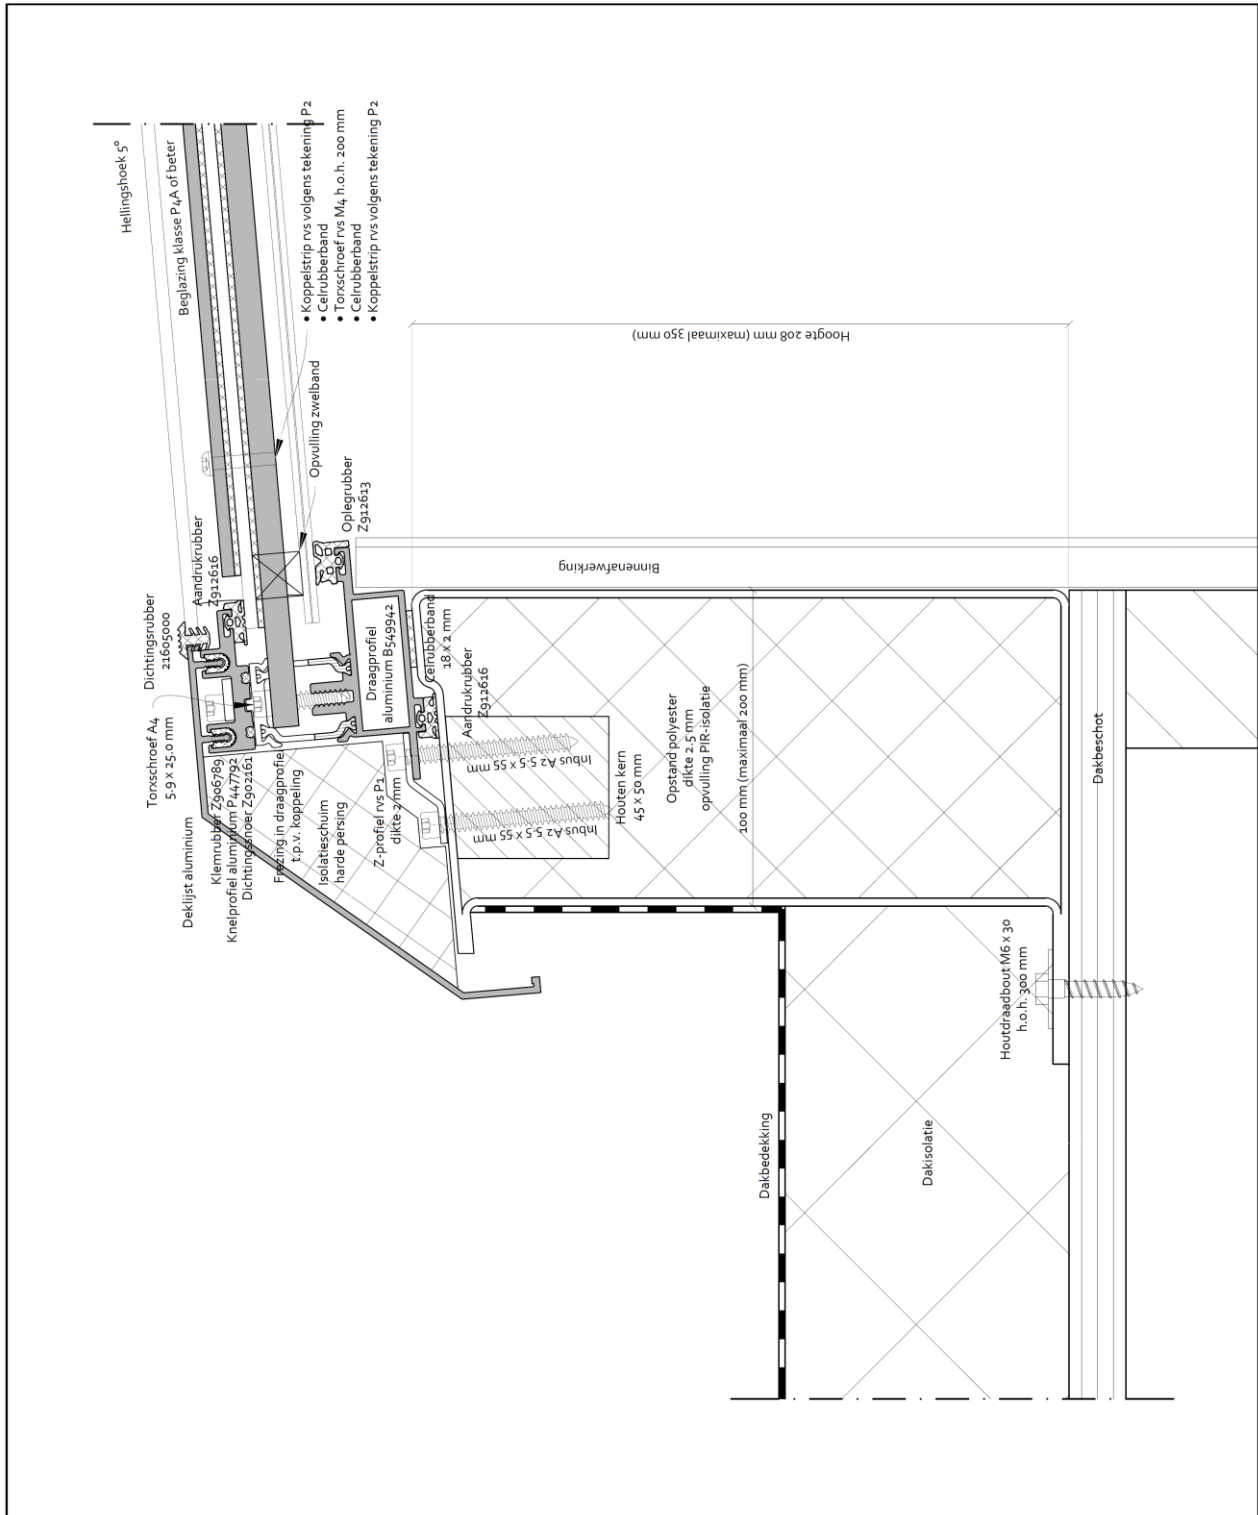 Hellingshoek 5°
Beglazing klasse P4A of beter
• Koppelstrip rvs volgens tekening P2
• Celrubberband
• Torxschroef rvs M4 h.o.h. 200 mm
• Celrubberband
• Koppelstrip rvs volgens tekening P2
Opvulling zwelband
Oplegrubber
Z912613
Aandrukrubber
Z912616
Dichtingsrubber
21605000
Torxschroef A4
5.9 x 25.0 mm
Deklijst aluminium
Klemrubber Z906789
Knelprofiel aluminium P447792
Dichtingssnoer Z902161
Frezing in draagprofiel
t.p.v. koppeling
Isolatieschuim
harde persing
Z-profiel rvs P1
dikte 2 mm
Draagprofiel
aluminium B549942
Celrubberband
18 x 2 mm
Aandrukrubber
Z912616
Inbus A2 5.5 x 55 mm
Inbus A2 5.5 x 55 mm
Houten kern
45 x 50 mm
Opstand polyester
dikte 2.5 mm
opvulling PIR-isolatie
100 mm (maximaal 200 mm)
Binnenafwerking
Hoogte 208 mm (maximaal 350 mm)
Dakbeschot
Houtdraadbout M6 x 30
h.o.h. 300 mm
Dakbedekking
Dakisolatie